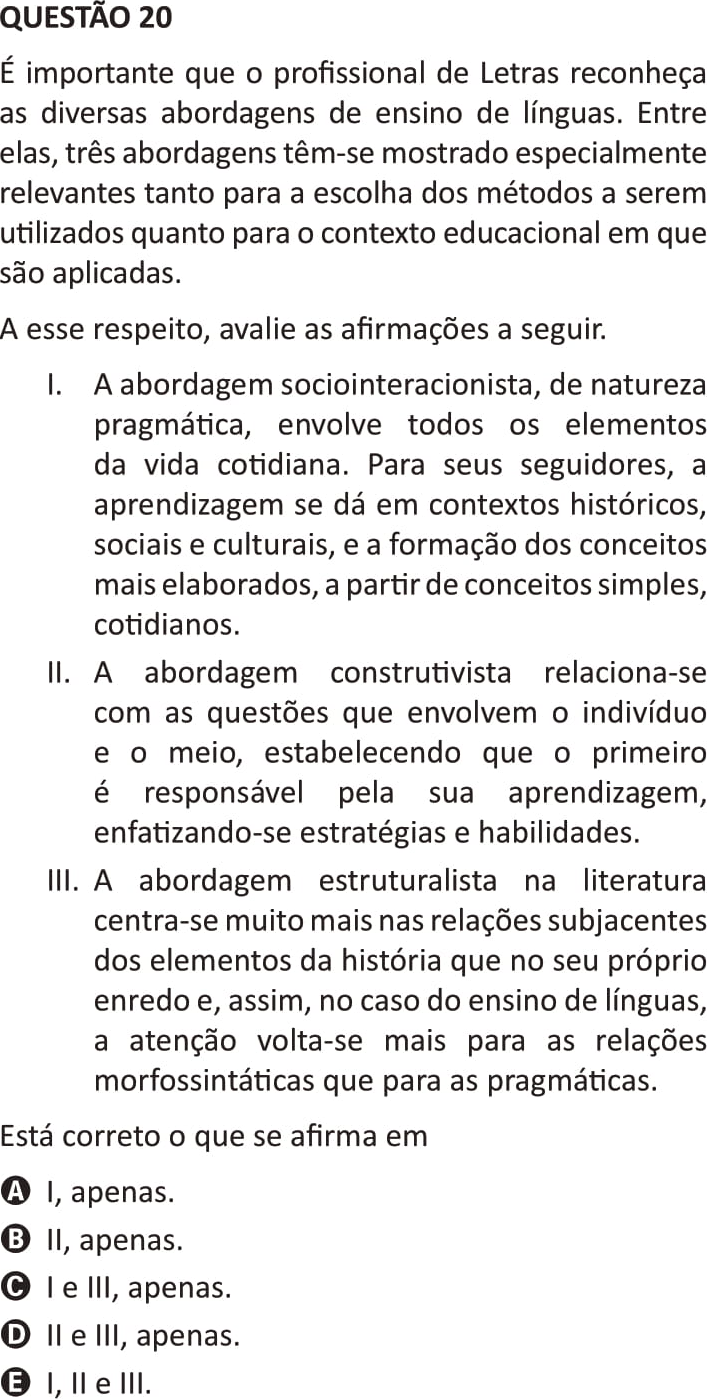 QUESTÃO 20
É importante que o profissional de Letras reconheça
as diversas abordagens de ensino de línguas. Entre
elas, três abordagens têm-se mostrado especialmente
relevantes tanto para a escolha dos métodos a serem
utilizados quanto para o contexto educacional em que
são aplicadas.
A esse respeito, avalie as afirmações a seguir.
I. A abordagem sociointeracionista, de natureza
pragmática, envolve todos os elementos
da vida cotidiana. Para seus seguidores, a
aprendizagem se dá em contextos históricos,
sociais e culturais, e a formação dos conceitos
mais elaborados, a partir de conceitos simples,
cotidianos.
II. A abordagem construtivista relaciona-se
com as questões que envolvem o indivíduo
e o meio, estabelecendo que o primeiro
é responsável pela sua aprendizagem,
enfatizando-se estratégias e habilidades.
III. A abordagem estruturalista na literatura
centra-se muito mais nas relações subjacentes
dos elementos da história que no seu próprio
enredo e, assim, no caso do ensino de línguas,
a atenção volta-se mais para as relações
morfossintáticas que para as pragmáticas.
Está correto o que se afirma em
A I, apenas.
B II, apenas.
C I e III, apenas.
D II e III, apenas.
E I, II e III.